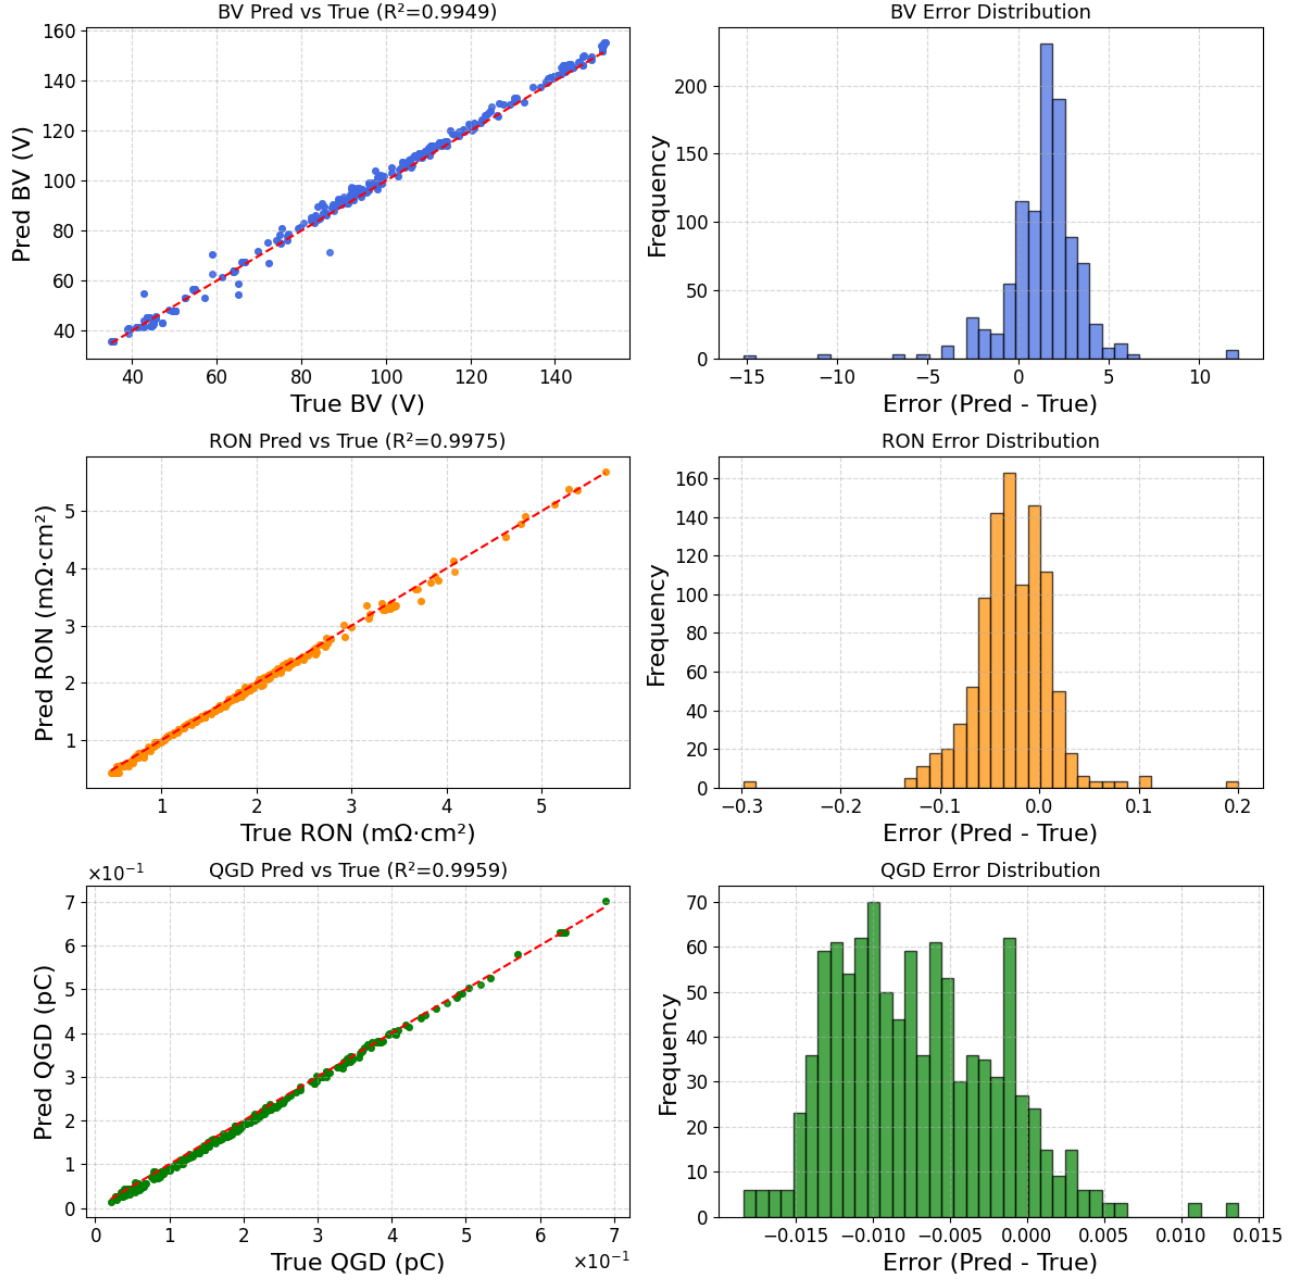 BV Pred vs True (R²=0.9949)
160
140
120
100
80
60
40
Pred BV (V)
40 60 80 100 120 140
True BV (V)
BV Error Distribution
200
150
100
50
0
Frequency
−15 −10 −5 0 5 10
Error (Pred - True)
RON Pred vs True (R²=0.9975)
5
4
3
2
1
Pred RON (mΩ·cm²)
1 2 3 4 5
True RON (mΩ·cm²)
RON Error Distribution
160
140
120
100
80
60
40
20
0
Frequency
−0.3 −0.2 −0.1 0.0 0.1 0.2
Error (Pred - True)
×10⁻¹
QGD Pred vs True (R²=0.9959)
7
6
5
4
3
2
1
0
Pred QGD (pC)
0 1 2 3 4 5 6 7
True QGD (pC)
×10⁻¹
QGD Error Distribution
70
60
50
40
30
20
10
0
Frequency
−0.015 −0.010 −0.005 0.000 0.005 0.010 0.015
Error (Pred - True)